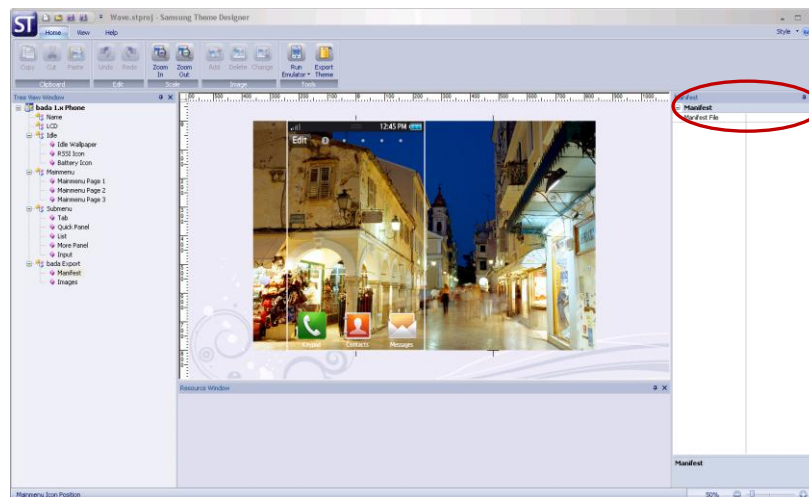 ST
Wave.stproj - Samsung Theme Designer
Home View Help
Style
Copy Cut Paste Undo Redo Zoom In Zoom Out Add Delete Change Run Emulator Export Theme
Clipboard Edit Scale Image Tools
Tree View Window
Manifest
bada 1.x Phone
Manifest
Name
Manifest File
LCD
Idle
Idle Wallpaper
RSSI Icon
Battery Icon
Mainmenu
Mainmenu Page 1
Mainmenu Page 2
Mainmenu Page 3
Submenu
Tab
Quick Panel
List
More Panel
Input
bada Export
Manifest
Images
12:45 PM
Edit
Keypad Contacts Messages
Resource Window
Manifest
Mainmenu Icon Position
50%